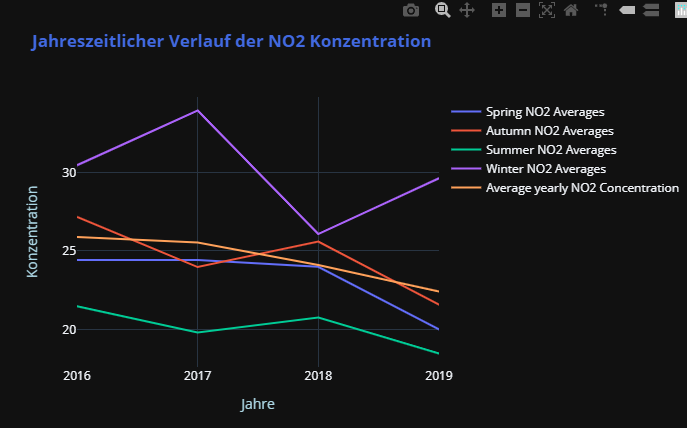 Jahreszeitlicher Verlauf der NO2 Konzentration
Spring NO2 Averages
Autumn NO2 Averages
Summer NO2 Averages
Winter NO2 Averages
Average yearly NO2 Concentration
Konzentration
30
25
20
2016 2017 2018 2019
Jahre